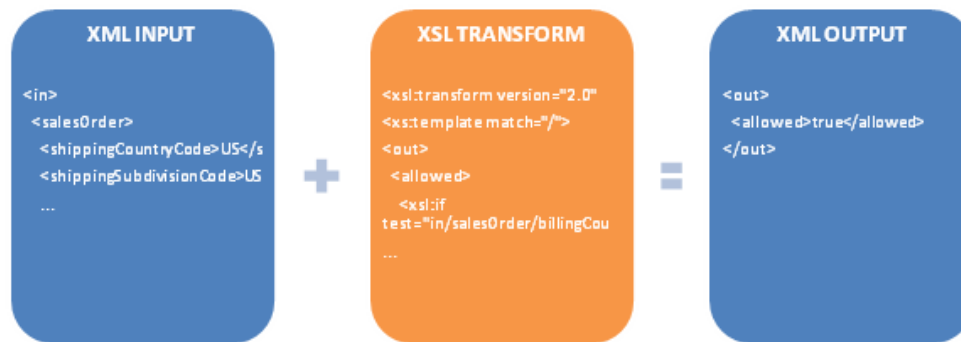 XML INPUT
<in>
<salesOrder>
<shippingCountryCode>US</s
<shippingSubdivisionCode>US
...
+
XSL TRANSFORM
<xsl:transform version="2.0"
<xs:template match="/">
<out>
<allowed>
<xsl:if
test="in/salesOrder/billingCou
...
=
XML OUTPUT
<out>
<allowed>true</allowed>
</out>